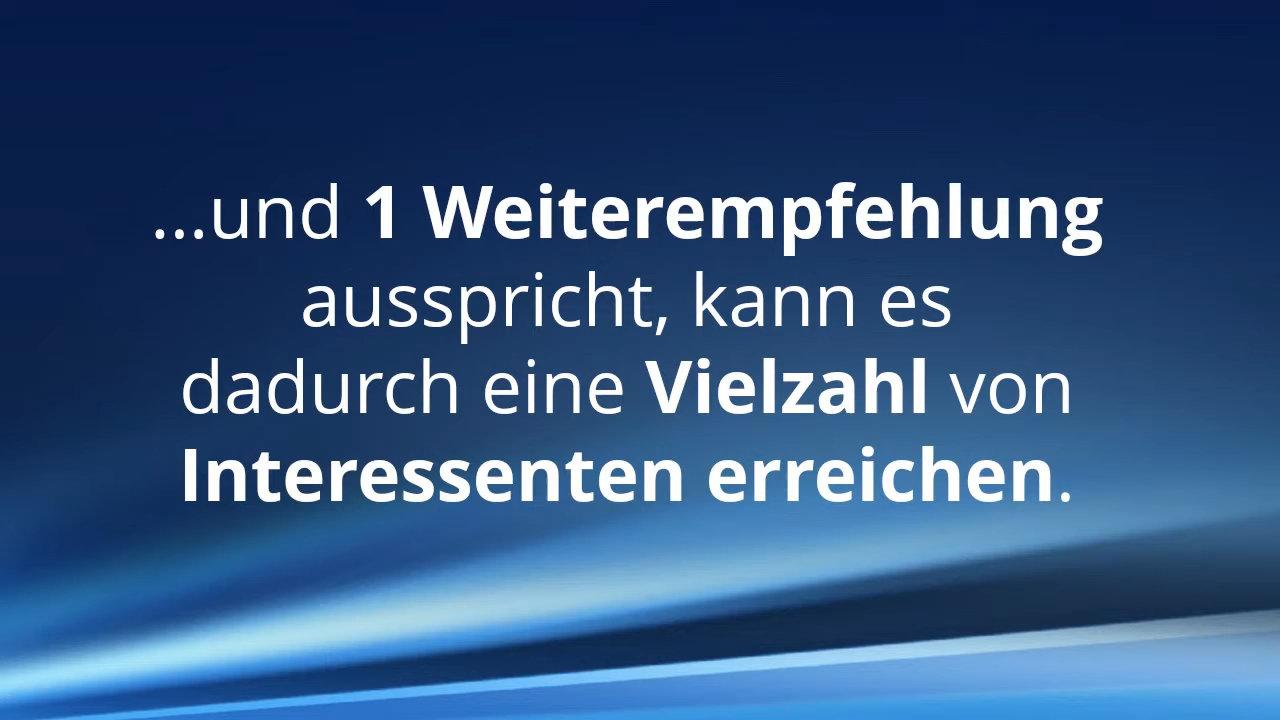 ...und 1 Weiterempfehlung
ausspricht, kann es
dadurch eine Vielzahl von
Interessenten erreichen.